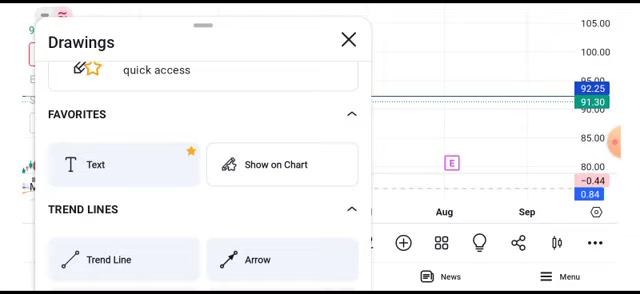 Drawings
quick access
FAVORITES
Text
Show on Chart
TREND LINES
Trend Line
Arrow
105.00
100.00
95.00
92.25
91.30
90.00
85.00
80.00
−0.44
0.84
E
Aug
Sep
News
Menu